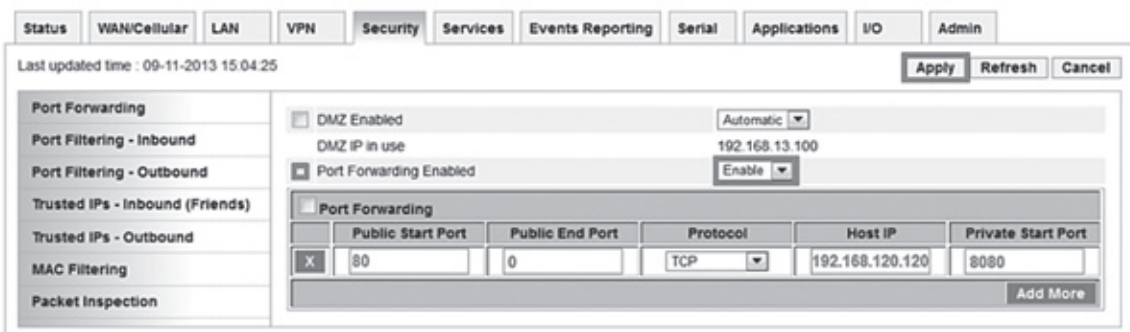 Status WAN/Cellular LAN VPN Security Services Events Reporting Serial Applications I/O Admin
Last updated time : 09-11-2013 15:04:25 Apply Refresh Cancel
Port Forwarding
Port Filtering - Inbound
Port Filtering - Outbound
Trusted IPs - Inbound (Friends)
Trusted IPs - Outbound
MAC Filtering
Packet Inspection
DMZ Enabled Automatic
DMZ IP in use 192.168.13.100
Port Forwarding Enabled Enable
Port Forwarding
Public Start Port Public End Port Protocol Host IP Private Start Port
X 80 0 TCP 192.168.120.120 8080
Add More